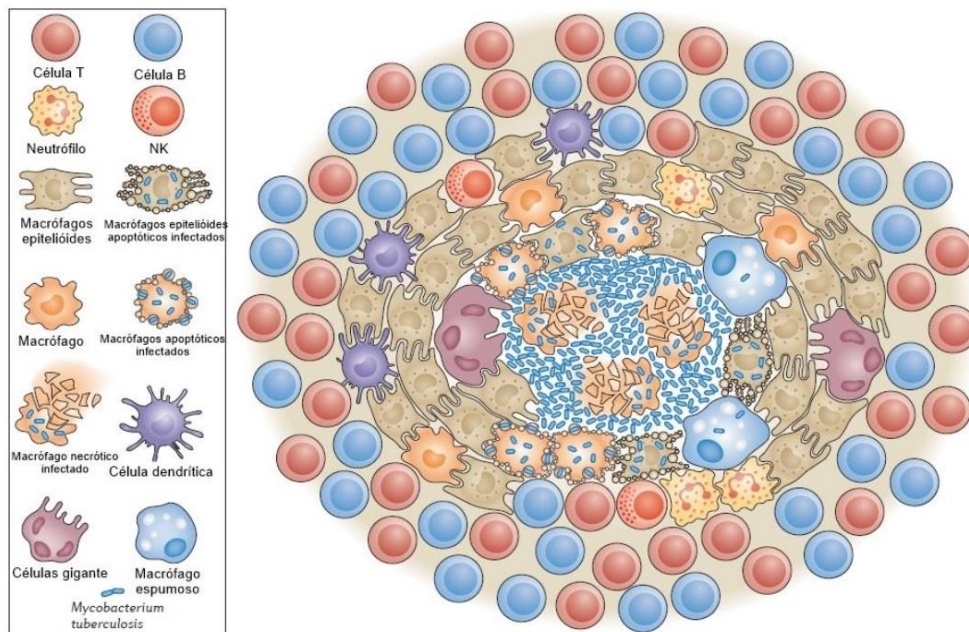 Célula T
Célula B
Neutrófilo
NK
Macrófagos
epitelióides
Macrófagos epitelióides
apoptóticos infectados
Macrófago
Macrófagos apoptóticos
infectados
Macrófago necrótico
infectado
Célula dendrítica
Células gigante
Macrófago
espumoso
Mycobacterium
tuberculosis